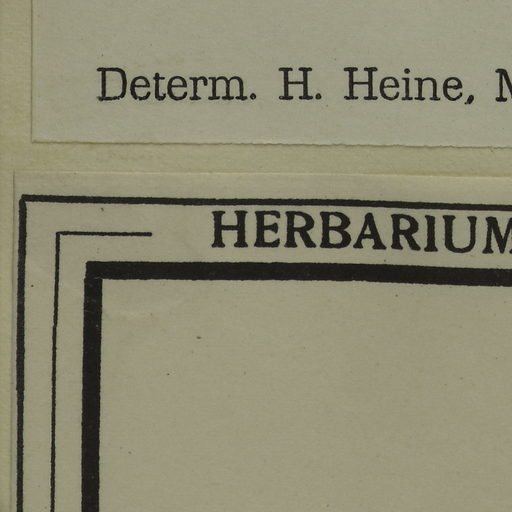 Determ. H. Heine, M
HERBARIUM